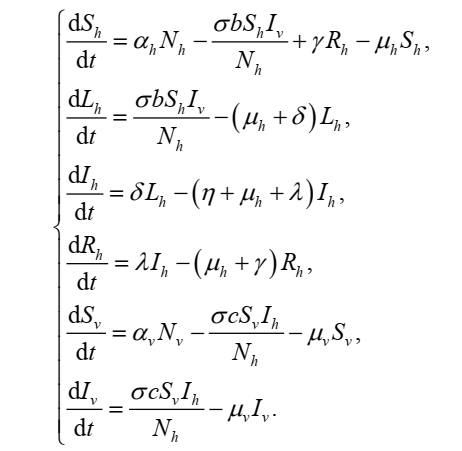 dS_h/dt = α_h N_h − σbS_h I_v/N_h + γR_h − μ_h S_h,
dL_h/dt = σbS_h I_v/N_h − (μ_h + δ)L_h,
dI_h/dt = δL_h − (η + μ_h + λ)I_h,
dR_h/dt = λI_h − (μ_h + γ)R_h,
dS_v/dt = α_v N_v − σcS_v I_h/N_h − μ_v S_v,
dI_v/dt = σcS_v I_h/N_h − μ_v I_v.